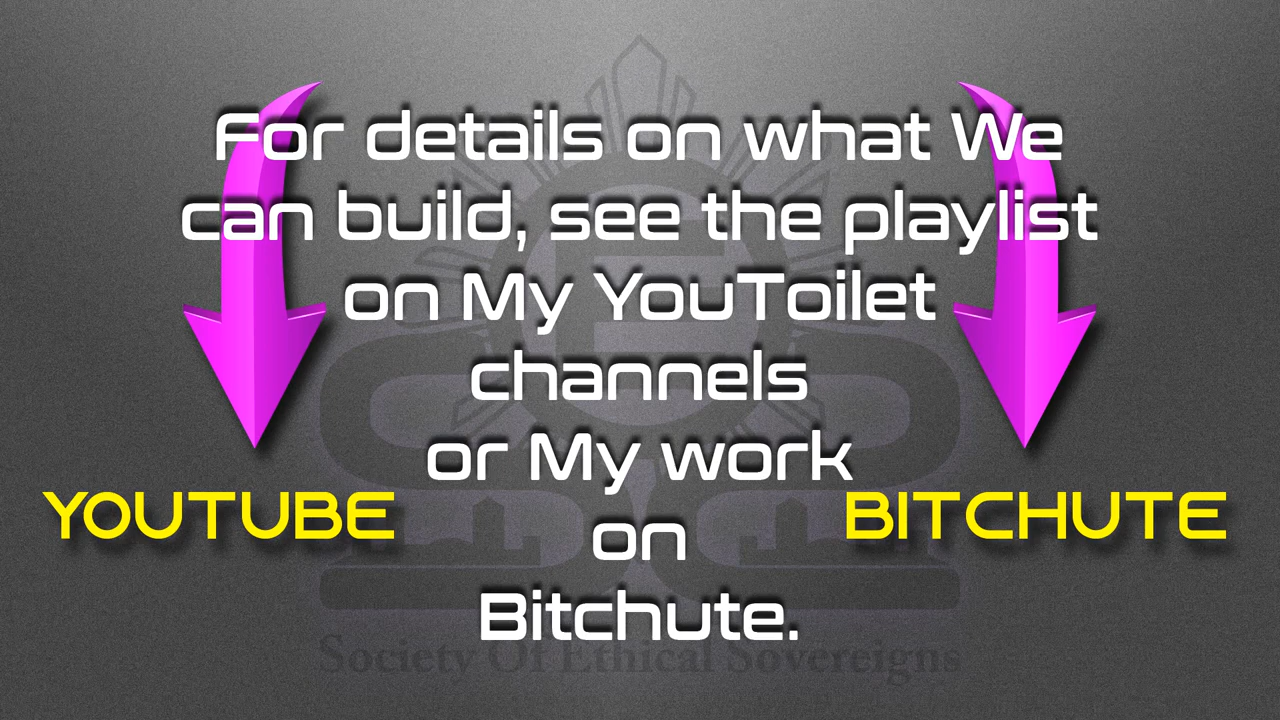 For details on what We
can build, see the playlist
on My YouToilet
channels
or My work
YOUTUBE
BITCHUTE
on
Bitchute.
Society Of Ethical Sovereigns